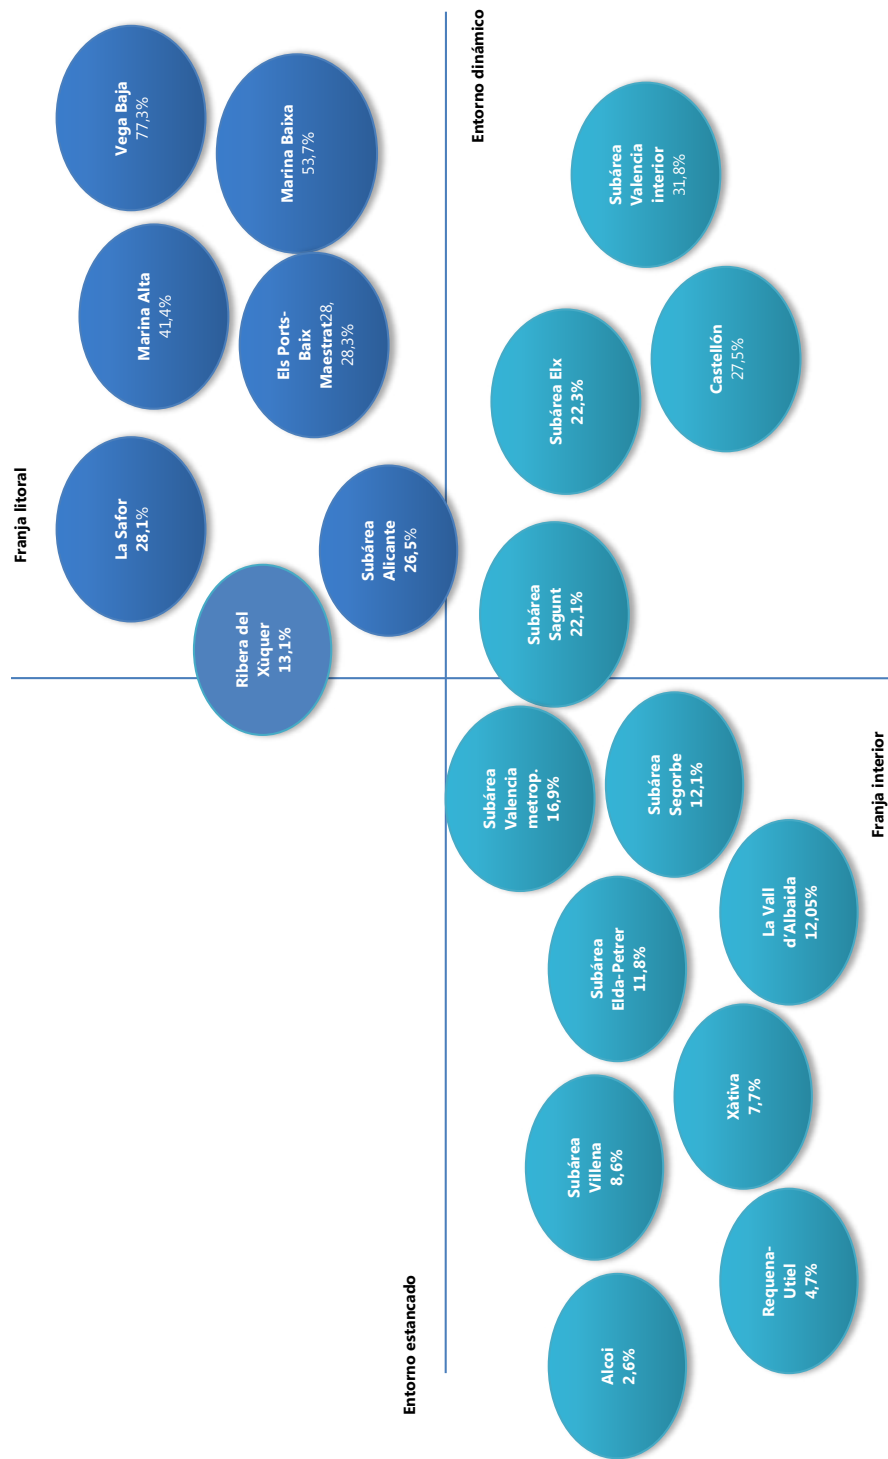 Franja litoral
La Safor
28,1%
Marina Alta
41,4%
Vega Baja
77,3%
Ribera del
Xùquer
13,1%
Els Ports-
Baix
Maestrat28,
28,3%
Marina Baixa
53,7%
Subárea
Alicante
26,5%
Entorno estancado
Entorno dinámico
Subárea
Valencia
metrop.
16,9%
Subárea
Sagunt
22,1%
Subárea Elx
22,3%
Subárea
Valencia
interior
31,8%
Alcoi
2,6%
Subárea
Villena
8,6%
Subárea
Elda-Petrer
11,8%
Subárea
Segorbe
12,1%
Castellón
27,5%
Requena-
Utiel
4,7%
Xàtiva
7,7%
La Vall
d'Albaida
12,05%
Franja interior